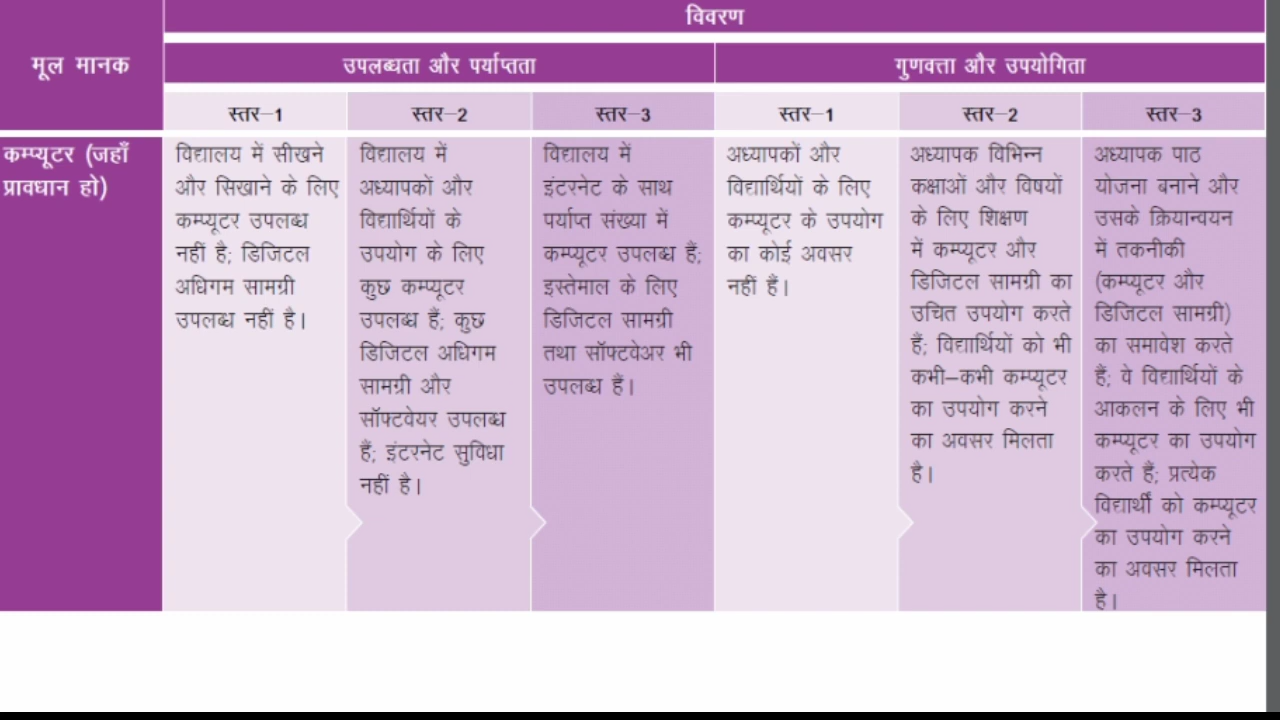 विवरण
मूल मानक
उपलब्धता और पर्याप्तता
गुणवत्ता और उपयोगिता
स्तर–1
स्तर–2
स्तर–3
स्तर–1
स्तर–2
स्तर–3
कम्प्यूटर (जहाँ
प्रावधान हो)
विद्यालय में सीखने
और सिखाने के लिए
कम्प्यूटर उपलब्ध
नहीं है; डिजिटल
अधिगम सामग्री
उपलब्ध नहीं है।
विद्यालय में
अध्यापकों और
विद्यार्थियों के
उपयोग के लिए
कुछ कम्प्यूटर
उपलब्ध हैं; कुछ
डिजिटल अधिगम
सामग्री और
सॉफ्टवेयर उपलब्ध
हैं; इंटरनेट सुविधा
नहीं है।
विद्यालय में
इंटरनेट के साथ
पर्याप्त संख्या में
कम्प्यूटर उपलब्ध हैं;
इस्तेमाल के लिए
डिजिटल सामग्री
तथा सॉफ्टवेअर भी
उपलब्ध हैं।
अध्यापकों और
विद्यार्थियों के लिए
कम्प्यूटर के उपयोग
का कोई अवसर
नहीं हैं।
अध्यापक विभिन्न
कक्षाओं और विषयों
के लिए शिक्षण
में कम्प्यूटर और
डिजिटल सामग्री का
उचित उपयोग करते
हैं; विद्यार्थियों को भी
कभी–कभी कम्प्यूटर
का उपयोग करने
का अवसर मिलता
है।
अध्यापक पाठ
योजना बनाने और
उसके क्रियान्वयन
में तकनीकी
(कम्प्यूटर और
डिजिटल सामग्री)
का समावेश करते
हैं; वे विद्यार्थियों के
आकलन के लिए भी
कम्प्यूटर का उपयोग
करते हैं; प्रत्येक
विद्यार्थी को कम्प्यूटर
का उपयोग करने
का अवसर मिलता
है।